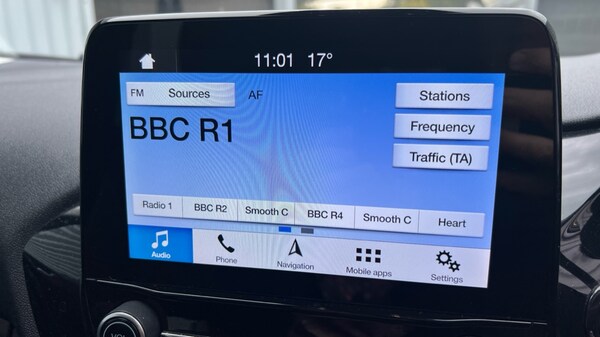 11:01 17°
FM Sources AF
Stations
BBC R1
Frequency
Traffic (TA)
Radio 1 BBC R2 Smooth C BBC R4 Smooth C Heart
Audio Phone Navigation Mobile apps Settings
VOL